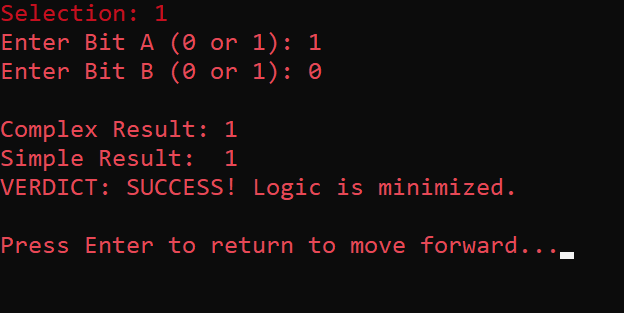 Selection: 1
Enter Bit A (0 or 1): 1
Enter Bit B (0 or 1): 0
Complex Result: 1
Simple Result:  1
VERDICT: SUCCESS! Logic is minimized.
Press Enter to return to move forward...